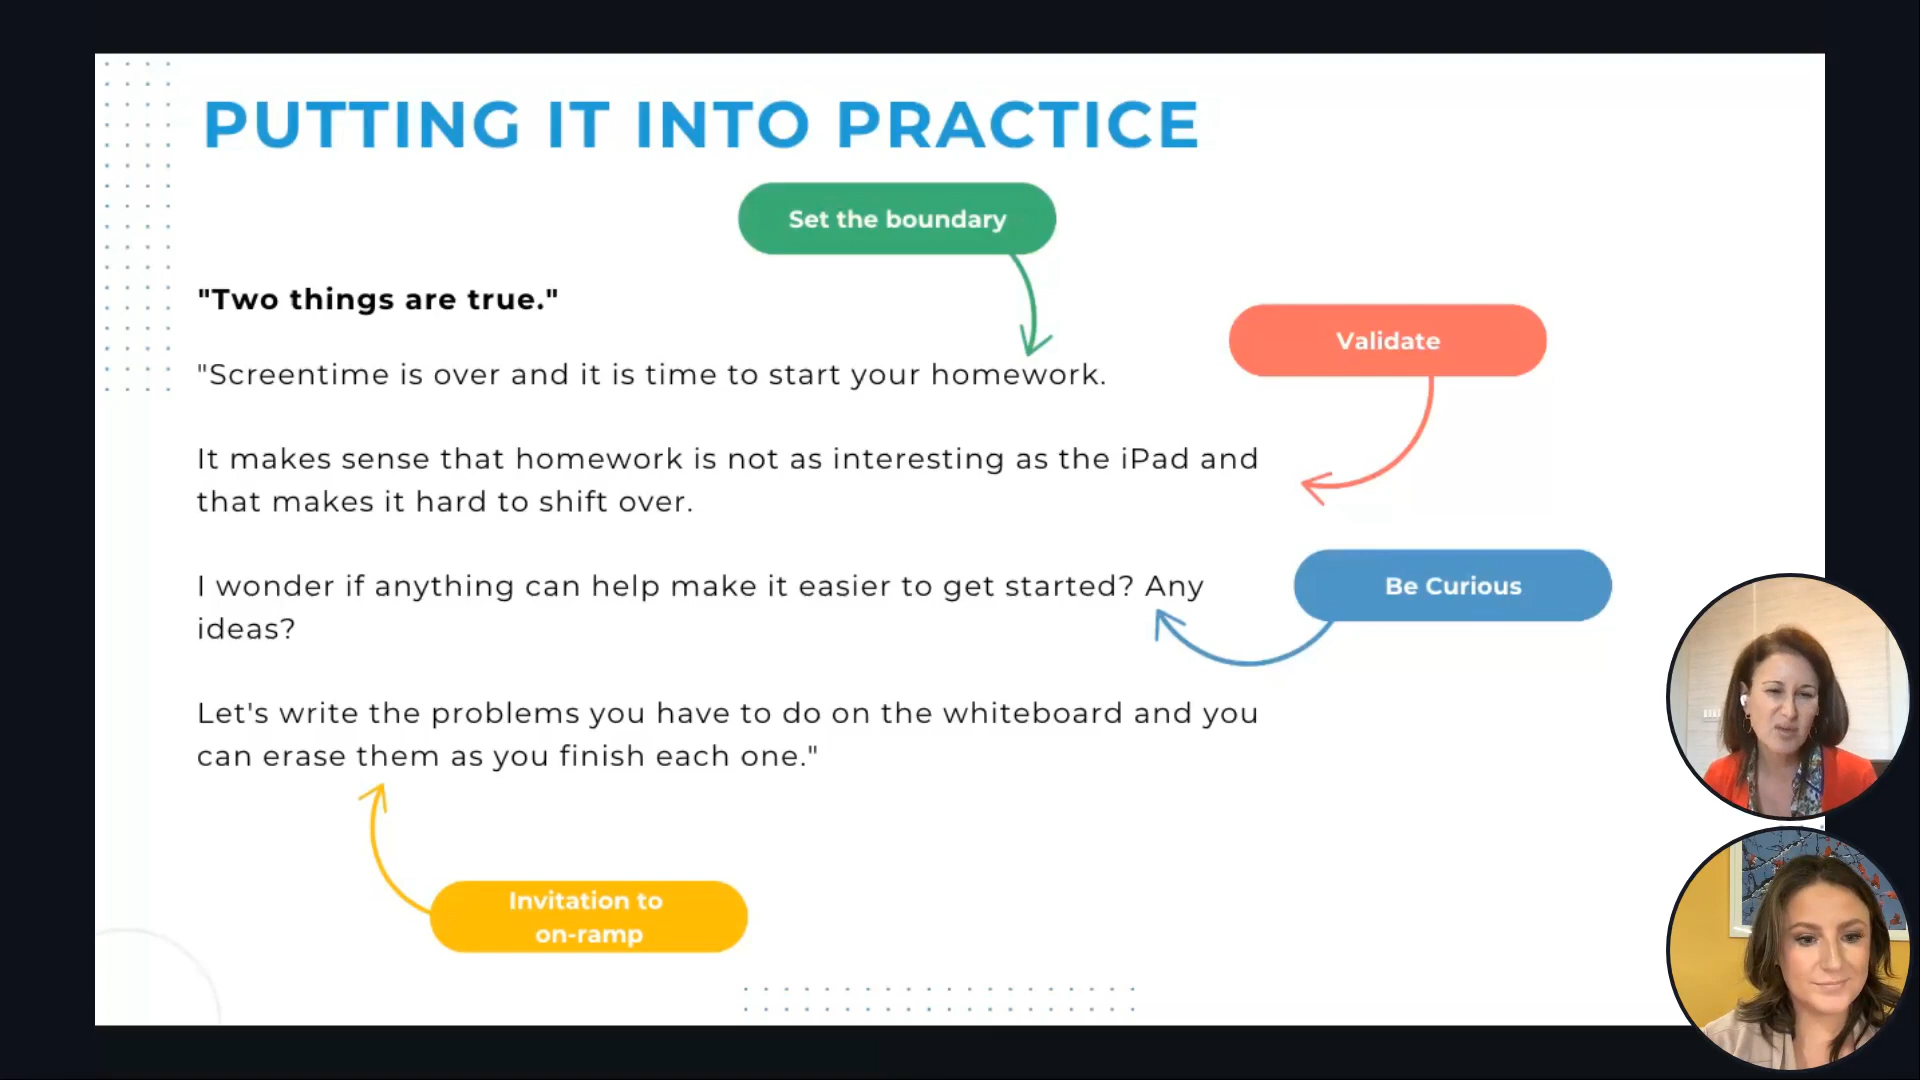 PUTTING IT INTO PRACTICE
Set the boundary
"Two things are true."
Validate
"Screentime is over and it is time to start your homework.
It makes sense that homework is not as interesting as the iPad and
that makes it hard to shift over.
I wonder if anything can help make it easier to get started? Any
ideas?
Be Curious
Let's write the problems you have to do on the whiteboard and you
can erase them as you finish each one."
Invitation to
on-ramp